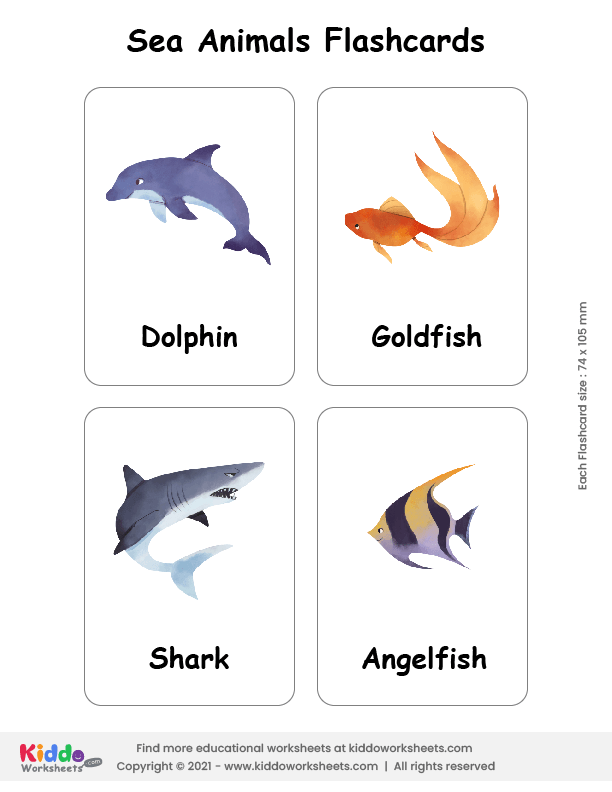 Sea Animals Flashcards
Dolphin
Goldfish
Shark
Angelfish
Each Flashcard size : 74 x 105 mm
Kiddo
Worksheets
.com
Find more educational worksheets at kiddoworksheets.com
Copyright © 2021 - www.kiddoworksheets.com | All rights reserved